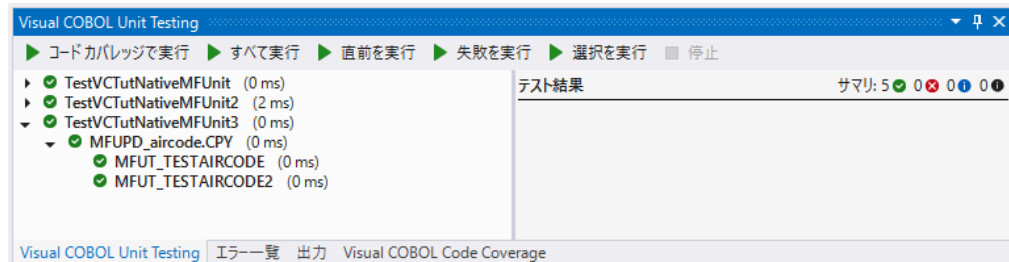 Visual COBOL Unit Testing
コード カバレッジで実行 すべて実行 直前を実行 失敗を実行 選択を実行 停止
TestVCTutNativeMFUnit (0 ms)
TestVCTutNativeMFUnit2 (2 ms)
TestVCTutNativeMFUnit3 (0 ms)
MFUPD_aircode.CPY (0 ms)
MFUT_TESTAIRCODE (0 ms)
MFUT_TESTAIRCODE2 (0 ms)
テスト結果 サマリ: 5 0 0 0
Visual COBOL Unit Testing エラー一覧 出力 Visual COBOL Code Coverage